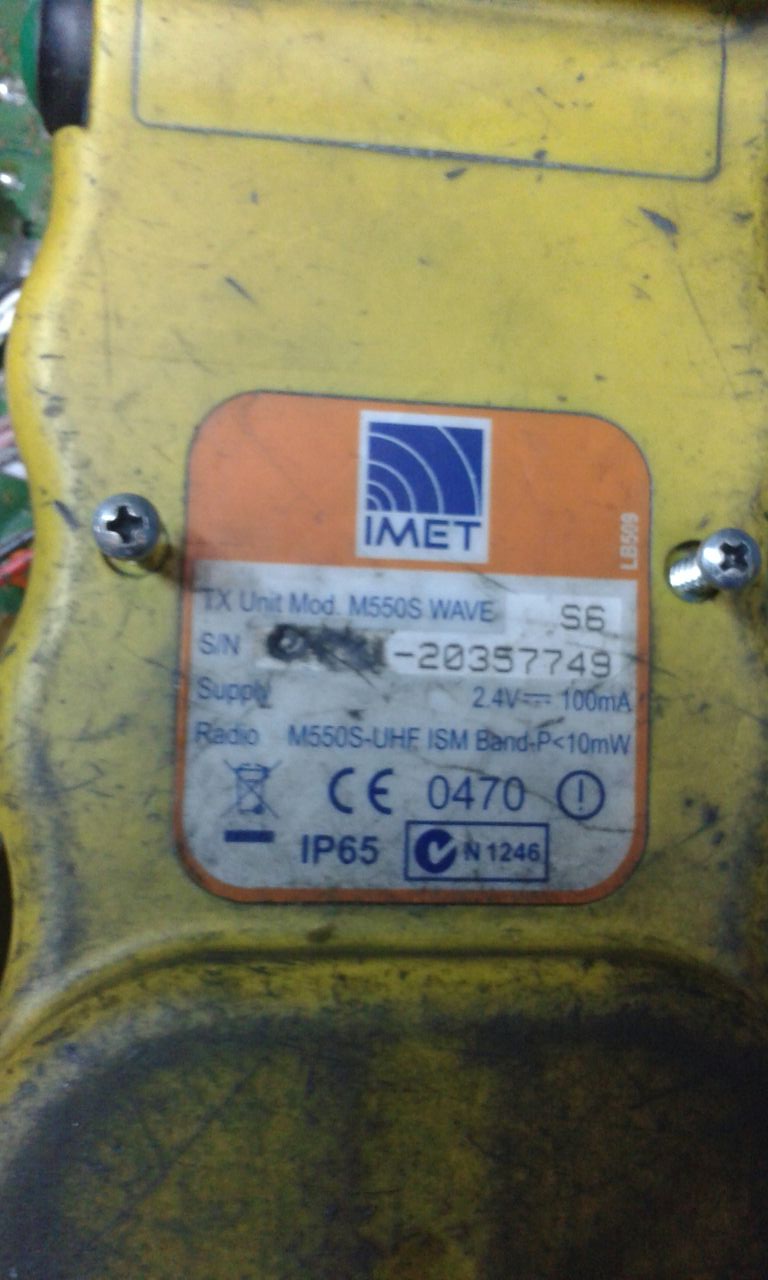 IMET
LB569
TX Unit Mod. M550S WAVE S6
S/N -20357749
Supply 2.4V⎓ 100mA
Radio M550S-UHF ISM Band-P<10mW
CE 0470
IP65 N 1246